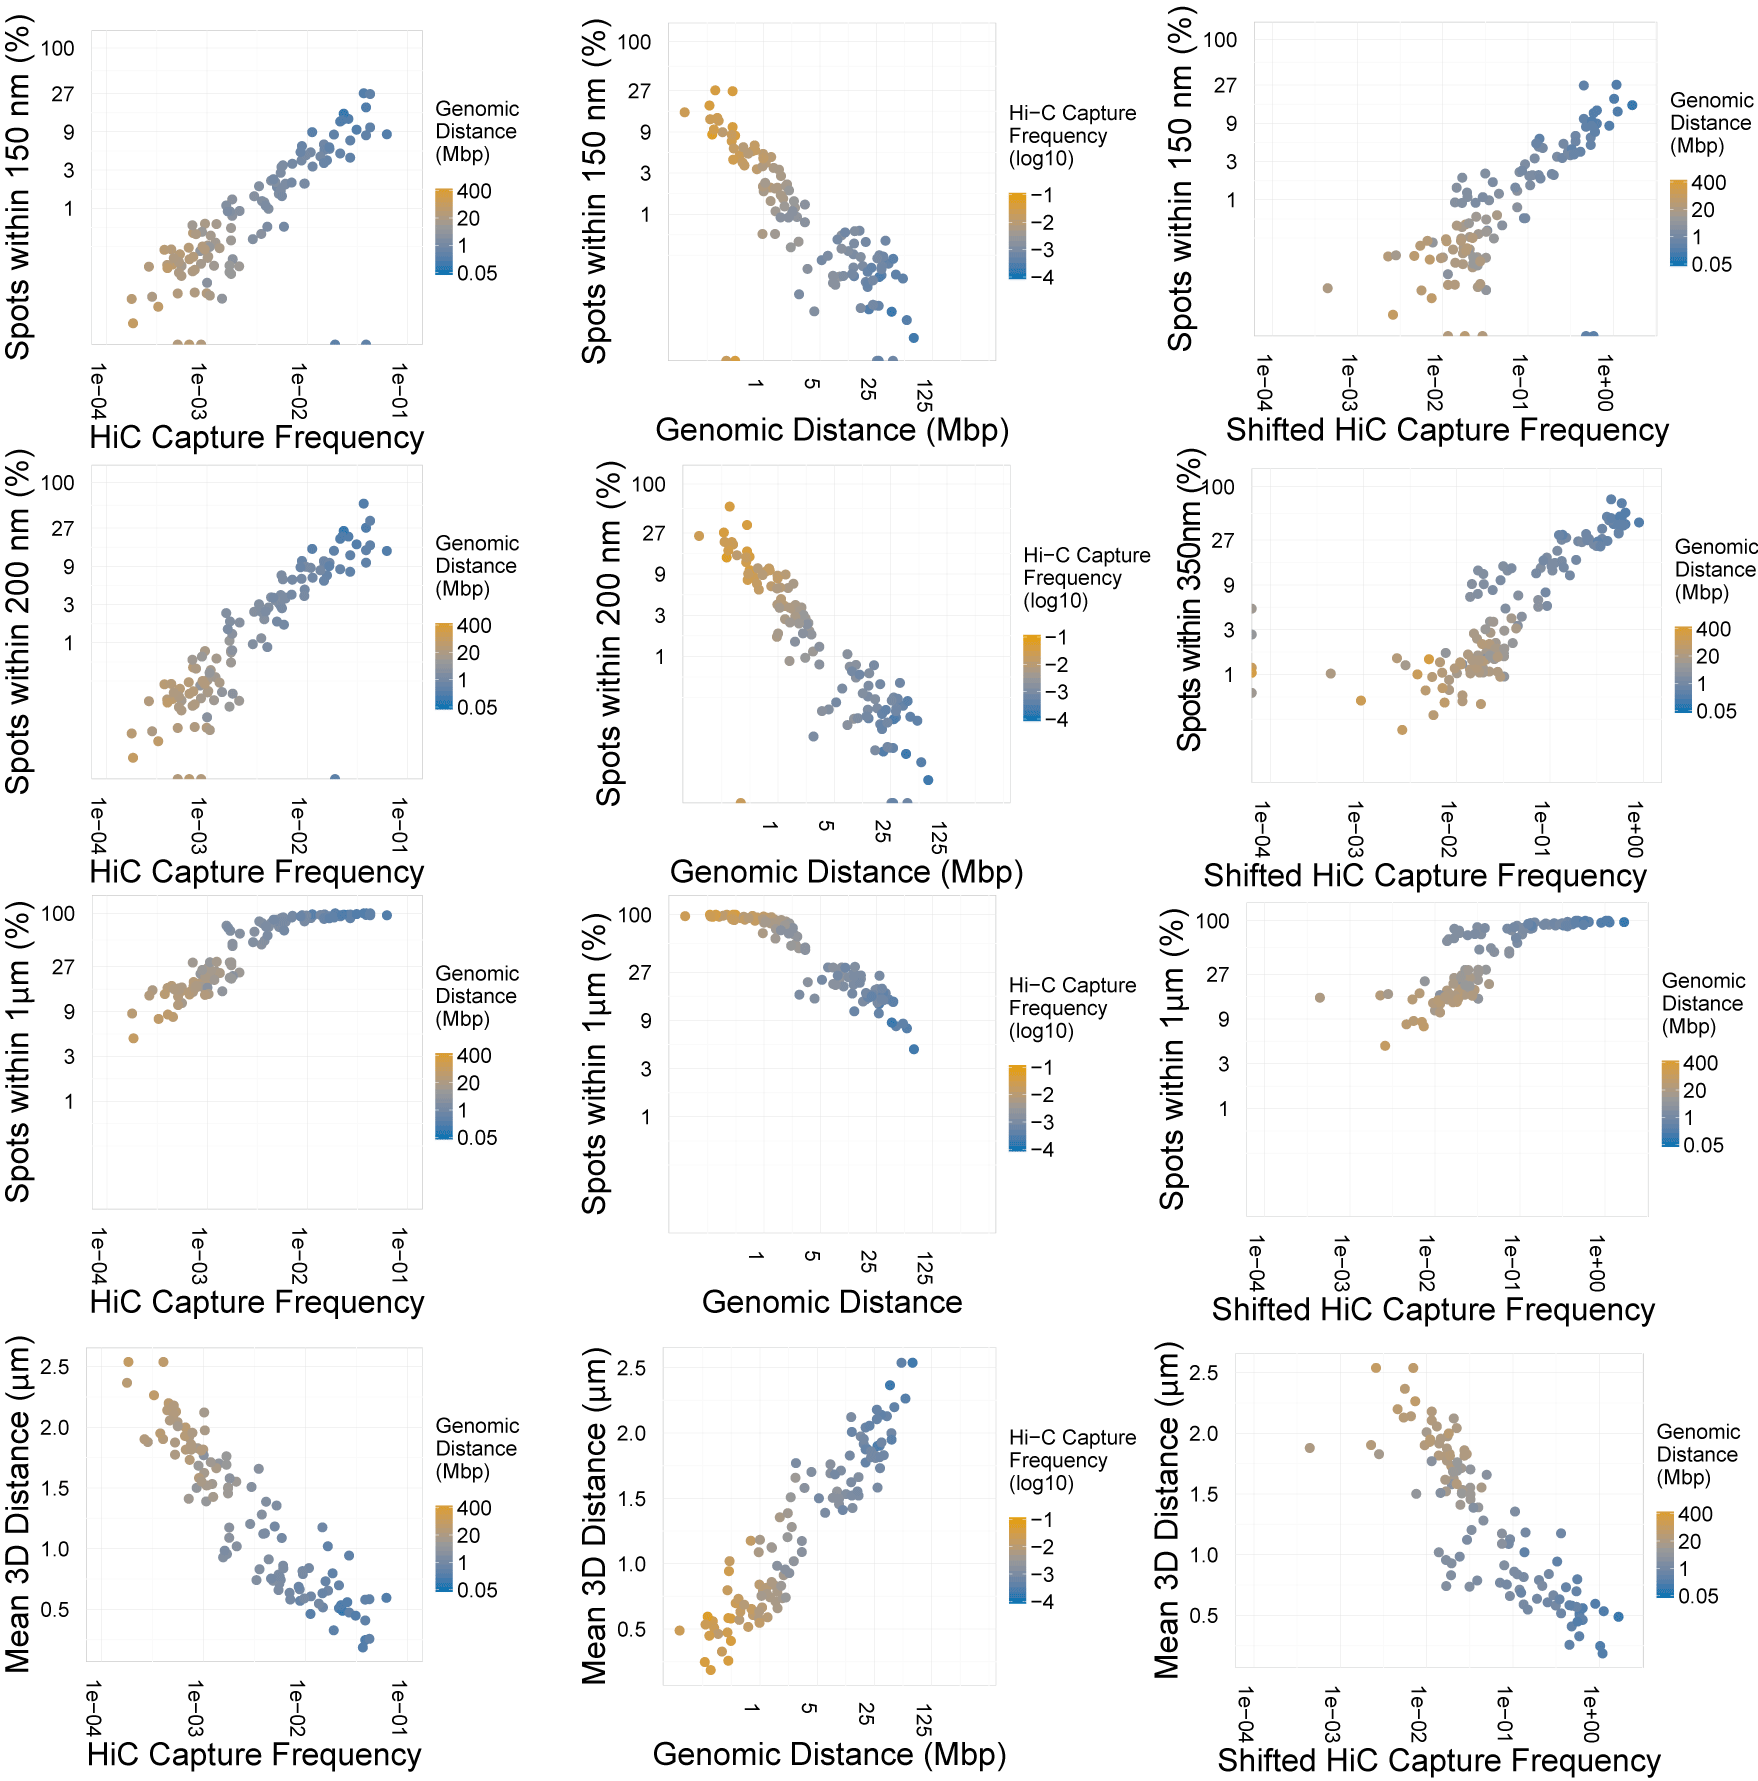 Spots within 150 nm (%)
100
27
9
3
1
1e−04
1e−03
1e−02
1e−01
HiC Capture Frequency
Genomic
Distance
(Mbp)
400
20
1
0.05
Spots within 150 nm (%)
100
27
9
3
1
1
5
25
125
Genomic Distance (Mbp)
Hi−C Capture
Frequency
(log10)
−1
−2
−3
−4
Spots within 150 nm (%)
100
27
9
3
1
1e−04
1e−03
1e−02
1e−01
1e+00
Shifted HiC Capture Frequency
Genomic
Distance
(Mbp)
400
20
1
0.05
Spots within 200 nm (%)
100
27
9
3
1
1e−04
1e−03
1e−02
1e−01
HiC Capture Frequency
Genomic
Distance
(Mbp)
400
20
1
0.05
Spots within 200 nm (%)
100
27
9
3
1
1
5
25
125
Genomic Distance (Mbp)
Hi−C Capture
Frequency
(log10)
−1
−2
−3
−4
Spots within 350nm (%)
100
27
9
3
1
1e−04
1e−03
1e−02
1e−01
1e+00
Shifted HiC Capture Frequency
Genomic
Distance
(Mbp)
400
20
1
0.05
Spots within 1µm (%)
100
27
9
3
1
1e−04
1e−03
1e−02
1e−01
HiC Capture Frequency
Genomic
Distance
(Mbp)
400
20
1
0.05
Spots within 1µm (%)
100
27
9
3
1
1
5
25
125
Genomic Distance
Hi−C Capture
Frequency
(log10)
−1
−2
−3
−4
Spots within 1µm (%)
100
27
9
3
1
1e−04
1e−03
1e−02
1e−01
1e+00
Shifted HiC Capture Frequency
Genomic
Distance
(Mbp)
400
20
1
0.05
Mean 3D Distance (µm)
2.5
2.0
1.5
1.0
0.5
1e−04
1e−03
1e−02
1e−01
HiC Capture Frequency
Genomic
Distance
(Mbp)
400
20
1
0.05
Mean 3D Distance (µm)
2.5
2.0
1.5
1.0
0.5
1
5
25
125
Genomic Distance (Mbp)
Hi−C Capture
Frequency
(log10)
−1
−2
−3
−4
Mean 3D Distance (µm)
2.5
2.0
1.5
1.0
0.5
1e−04
1e−03
1e−02
1e−01
1e+00
Shifted HiC Capture Frequency
Genomic
Distance
(Mbp)
400
20
1
0.05